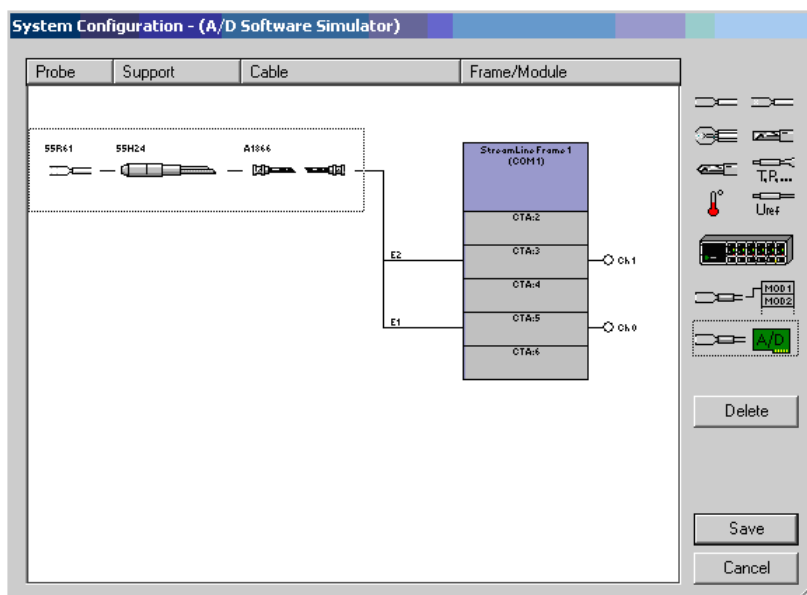 System Configuration - (A/D Software Simulator)
Probe Support Cable Frame/Module
55R61 55H24 A1866
StreamLine Frame 1
(COM1)
CTA:2
E2 CTA:3 Ch1
CTA:4
E1 CTA:5 Ch0
CTA:6
T,P,...
Uref
MOD1
MOD2
A/D
Delete
Save
Cancel